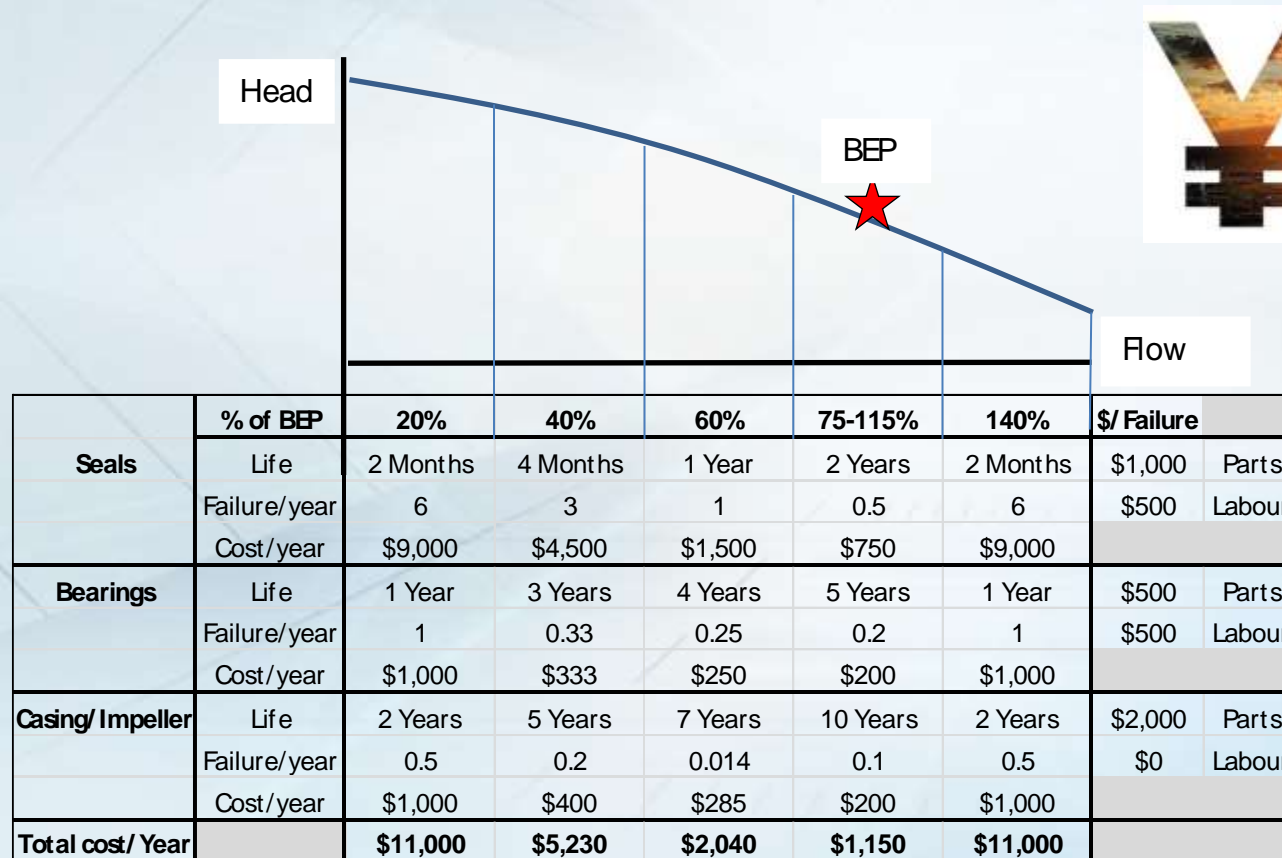 Head
BEP
Flow
% of BEP 20% 40% 60% 75-115% 140% $/Failure
Seals Life 2 Months 4 Months 1 Year 2 Years 2 Months $1,000 Parts
Failure/year 6 3 1 0.5 6 $500 Labour
Cost/year $9,000 $4,500 $1,500 $750 $9,000
Bearings Life 1 Year 3 Years 4 Years 5 Years 1 Year $500 Parts
Failure/year 1 0.33 0.25 0.2 1 $500 Labour
Cost/year $1,000 $333 $250 $200 $1,000
Casing/Impeller Life 2 Years 5 Years 7 Years 10 Years 2 Years $2,000 Parts
Failure/year 0.5 0.2 0.014 0.1 0.5 $0 Labour
Cost/year $1,000 $400 $285 $200 $1,000
Total cost/Year $11,000 $5,230 $2,040 $1,150 $11,000